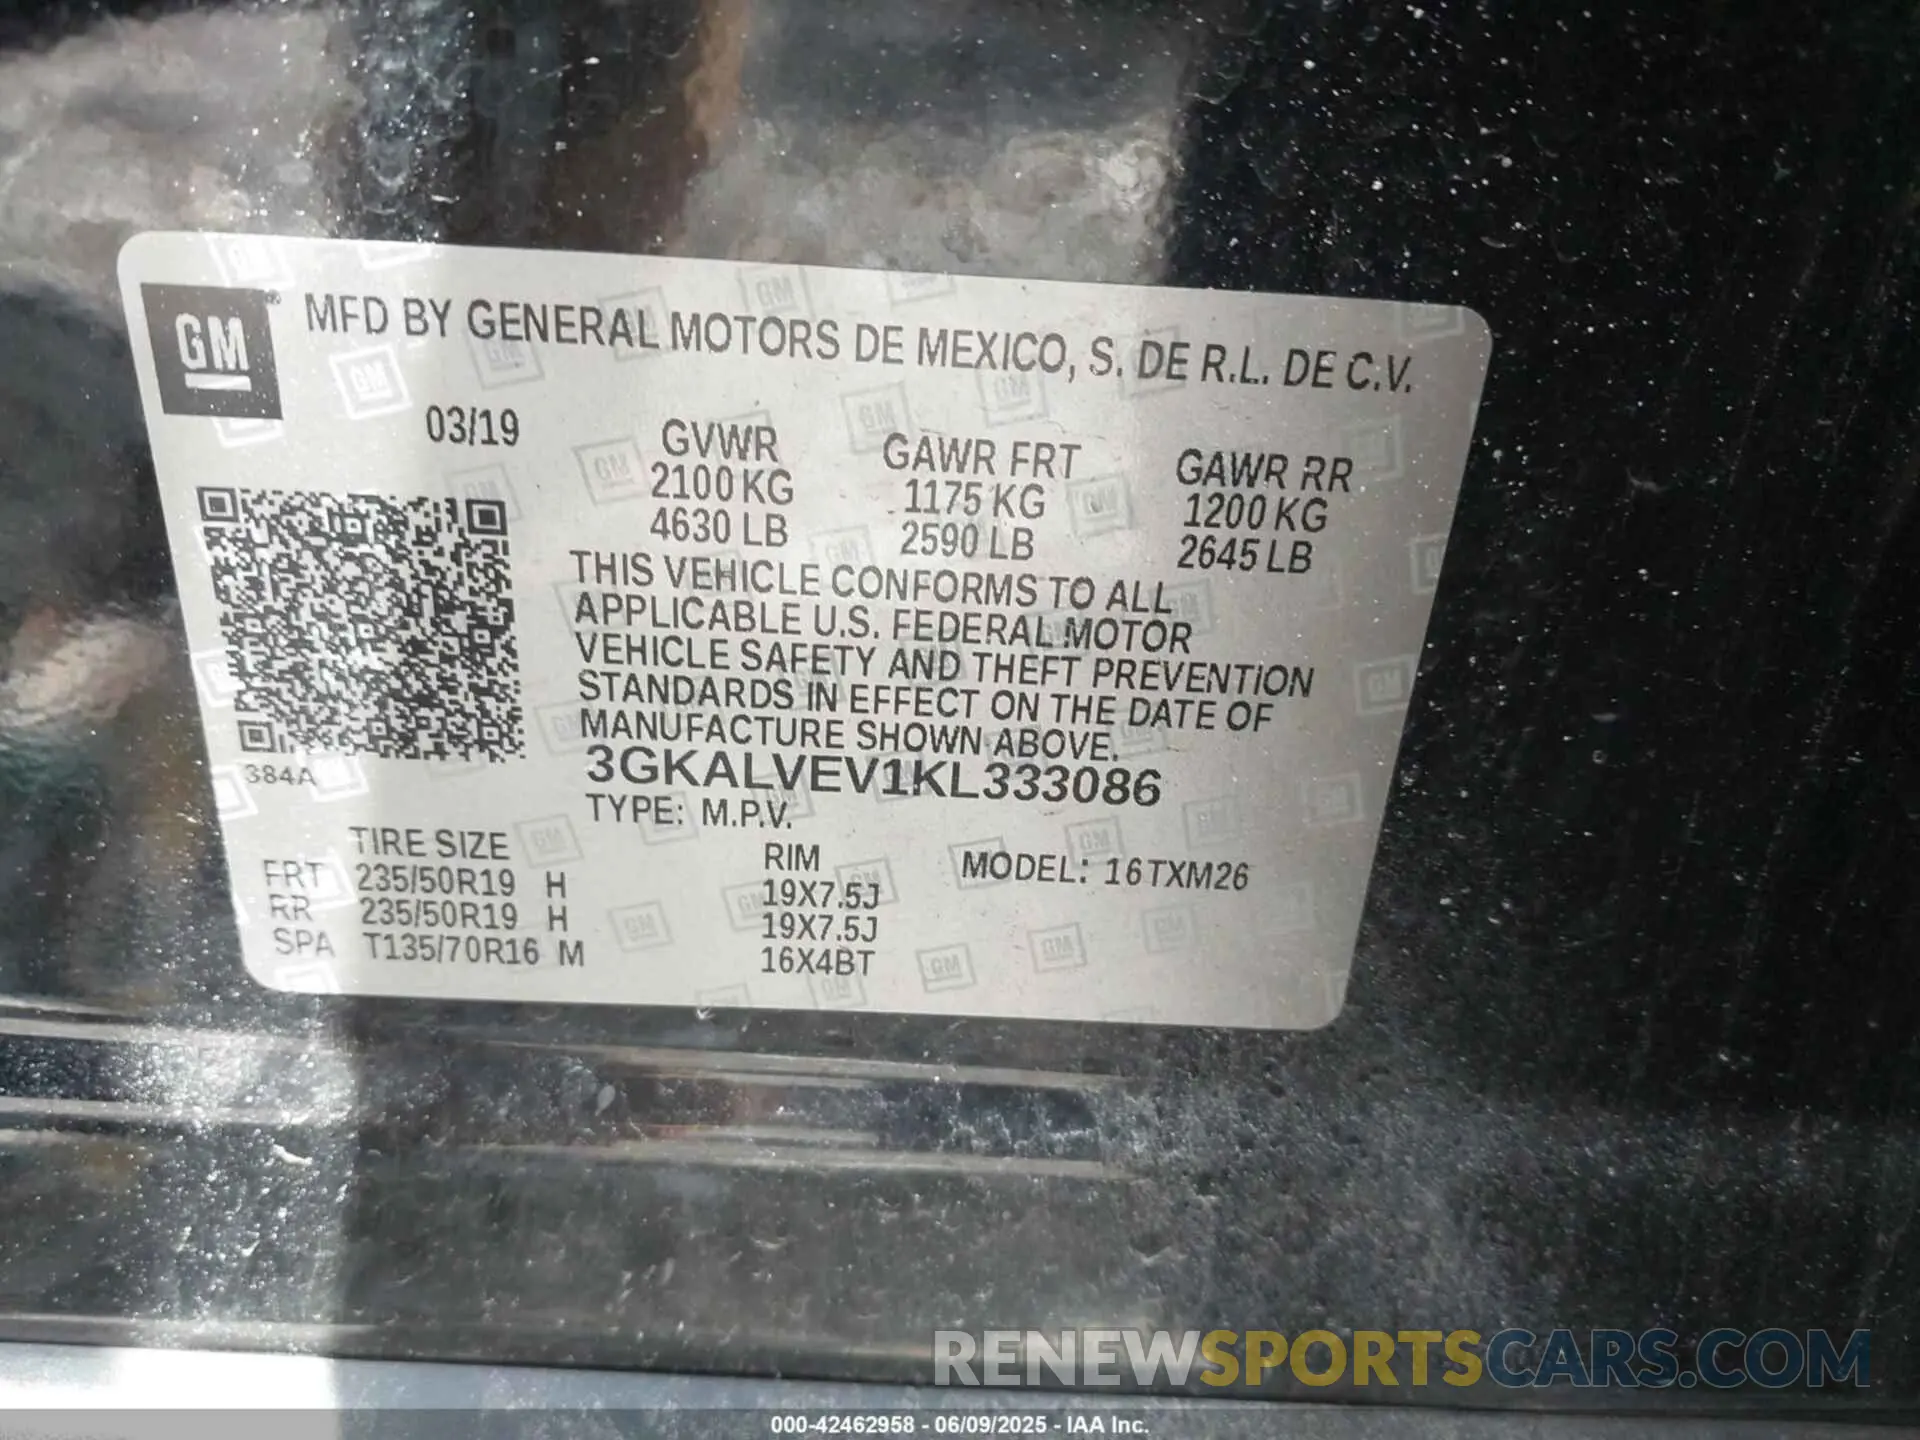 GM
MFD BY GENERAL MOTORS DE MEXICO, S. DE R.L. DE C.V.
03/19
GVWR GAWR FRT GAWR RR
2100 KG 1175 KG 1200 KG
4630 LB 2590 LB 2645 LB
THIS VEHICLE CONFORMS TO ALL
APPLICABLE U.S. FEDERAL MOTOR
VEHICLE SAFETY AND THEFT PREVENTION
STANDARDS IN EFFECT ON THE DATE OF
MANUFACTURE SHOWN ABOVE.
3GKALVEV1KL333086
384A
TYPE: M.P.V.
TIRE SIZE RIM MODEL: 16TXM26
FRT 235/50R19 H 19X7.5J
RR 235/50R19 H 19X7.5J
SPA T135/70R16 M 16X4BT
RENEWSPORTSCARS.COM
000-42462958 - 06/09/2025 - IAA Inc.